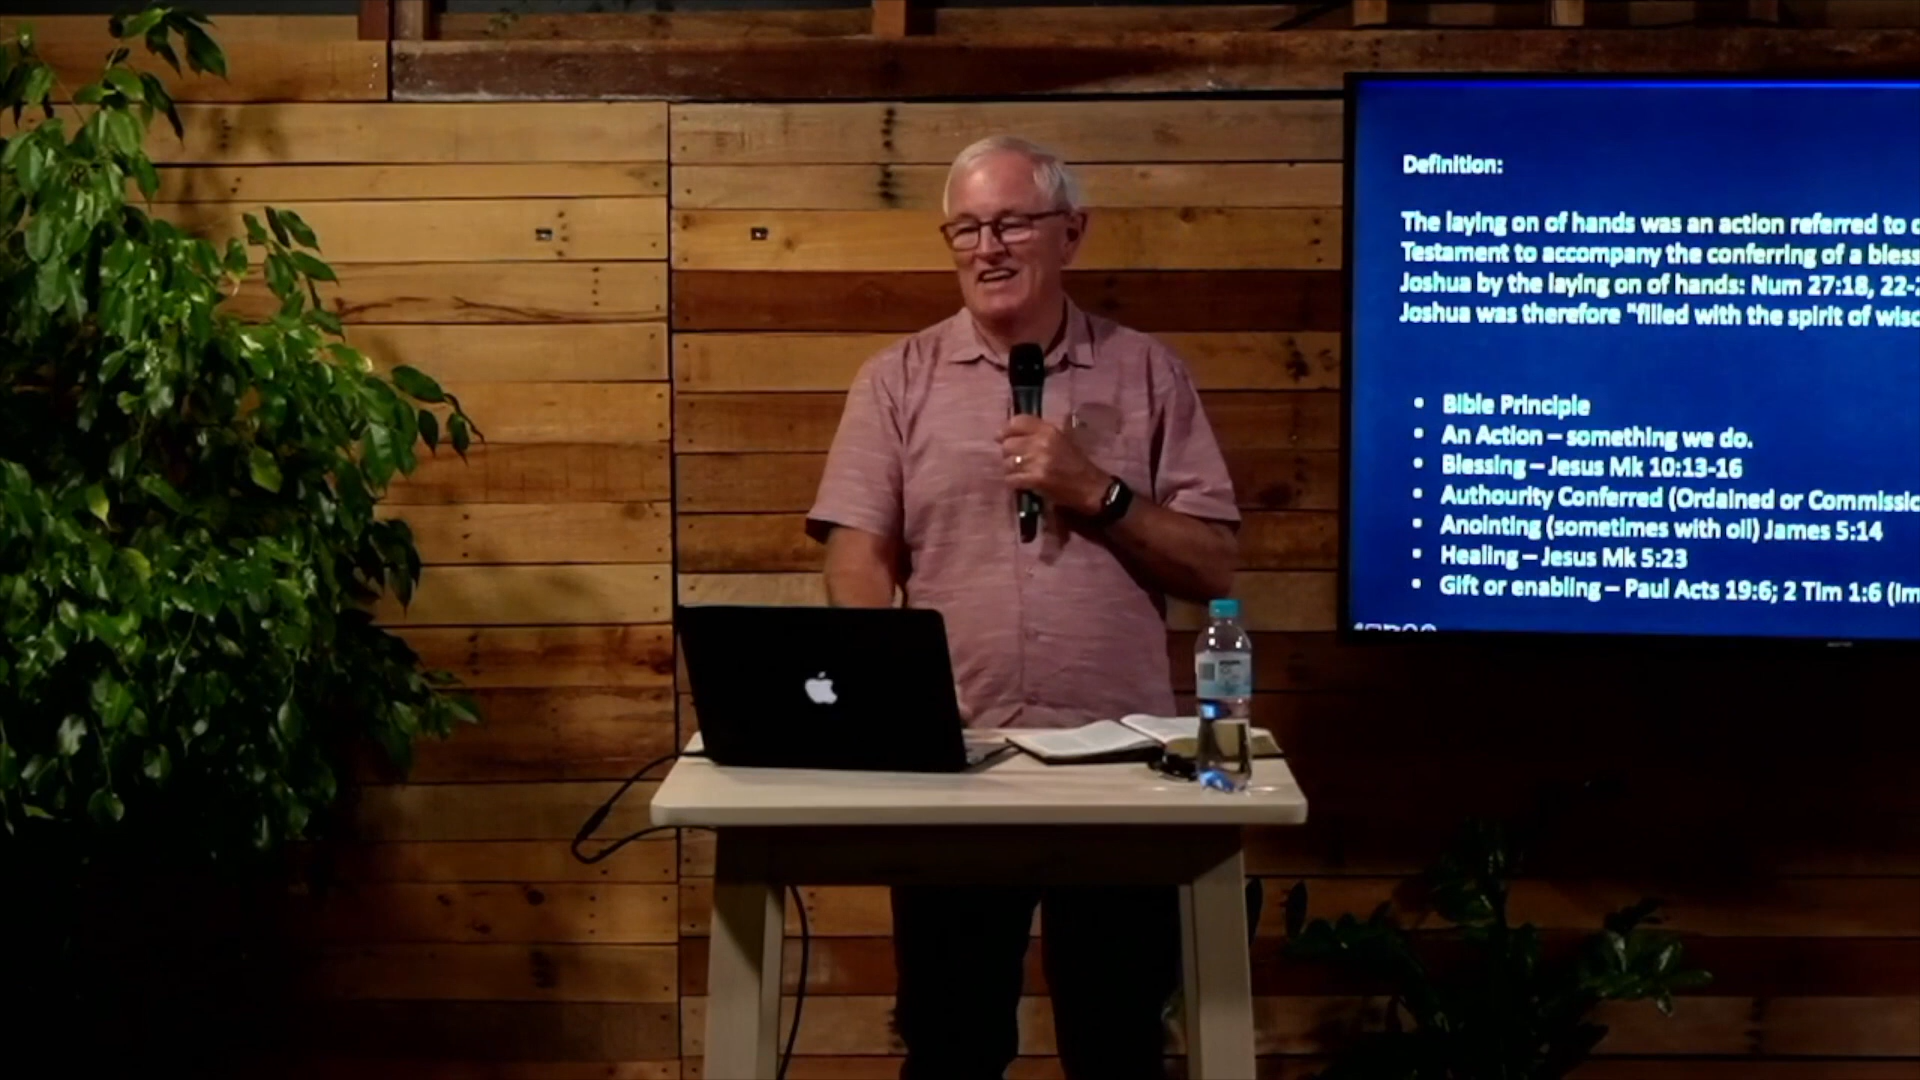 Definition:
The laying on of hands was an action referred to
Testament to accompany the conferring of a
Joshua by the laying on of hands: Num 27:18, 22-
Joshua was therefore "filled with the spirit of
• Bible Principle
• An Action – something we do.
• Blessing – Jesus Mk 10:13-16
• Authourity Conferred (Ordained or
• Anointing (sometimes with oil) James 5:14
• Healing – Jesus Mk 5:23
• Gift or enabling – Paul Acts 19:6; 2 Tim 1:6